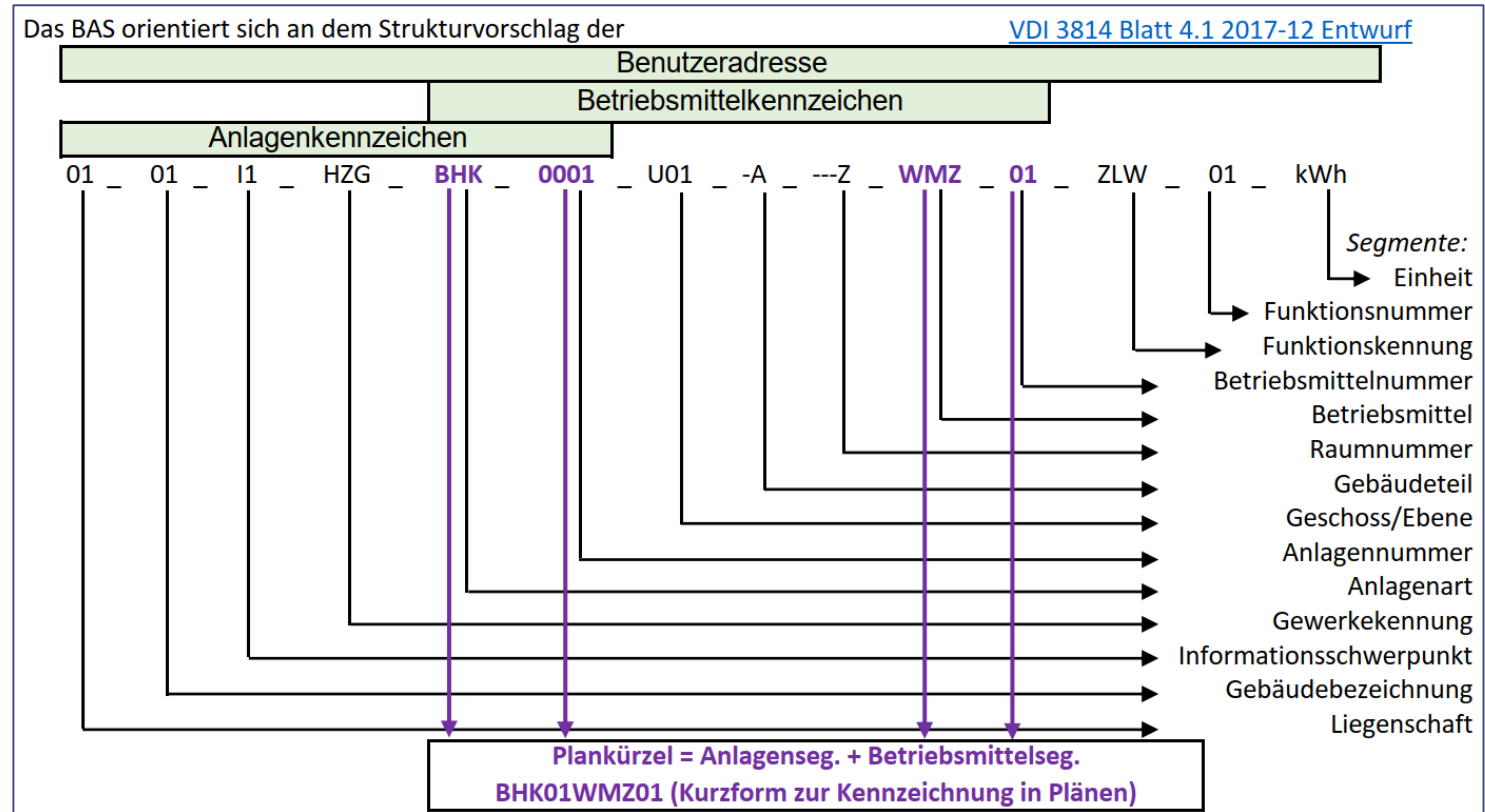 Das BAS orientiert sich an dem Strukturvorschlag der VDI 3814 Blatt 4.1 2017-12 Entwurf
Benutzeradresse
Betriebsmittelkennzeichen
Anlagenkennzeichen
01 _ 01 _ I1 _ HZG _ BHK _ 0001 _ U01 _ -A _ ---Z _ WMZ _ 01 _ ZLW _ 01 _ kWh
Segmente:
Einheit
Funktionsnummer
Funktionskennung
Betriebsmittelnummer
Betriebsmittel
Raumnummer
Gebäudeteil
Geschoss/Ebene
Anlagennummer
Anlagenart
Gewerkekennung
Informationsschwerpunkt
Gebäudebezeichnung
Liegenschaft
Plankürzel = Anlagenseg. + Betriebsmittelseg.
BHK01WMZ01 (Kurzform zur Kennzeichnung in Plänen)